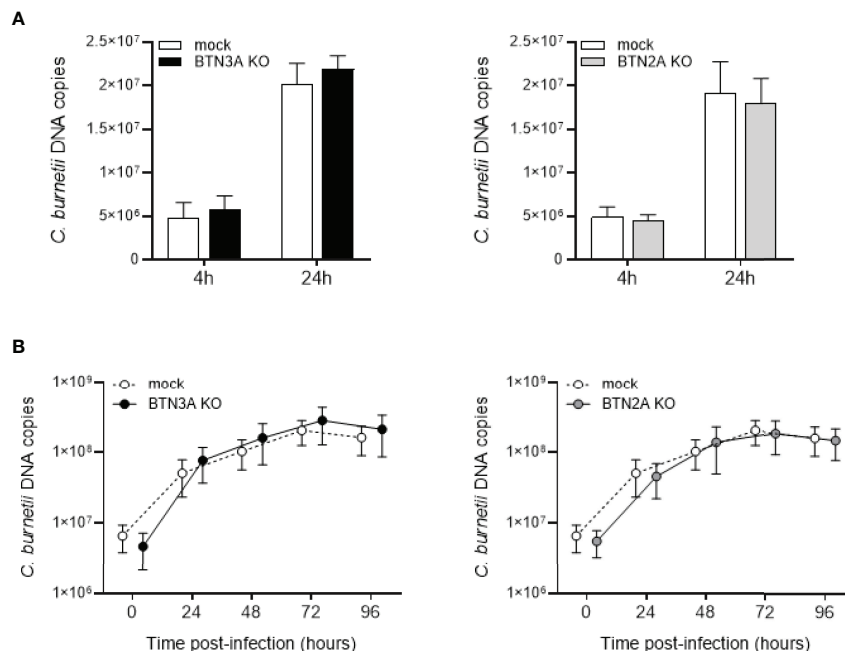 A
mock
BTN3A KO
C. burnetii DNA copies
2.5×10⁷
2×10⁷
1.5×10⁷
1×10⁷
5×10⁶
0
4h
24h
mock
BTN2A KO
C. burnetii DNA copies
2.5×10⁷
2×10⁷
1.5×10⁷
1×10⁷
5×10⁶
0
4h
24h
B
mock
BTN3A KO
C. burnetii DNA copies
1×10⁹
1×10⁸
1×10⁷
1×10⁶
0 24 48 72 96
Time post-infection (hours)
mock
BTN2A KO
C. burnetii DNA copies
1×10⁹
1×10⁸
1×10⁷
1×10⁶
0 24 48 72 96
Time post-infection (hours)